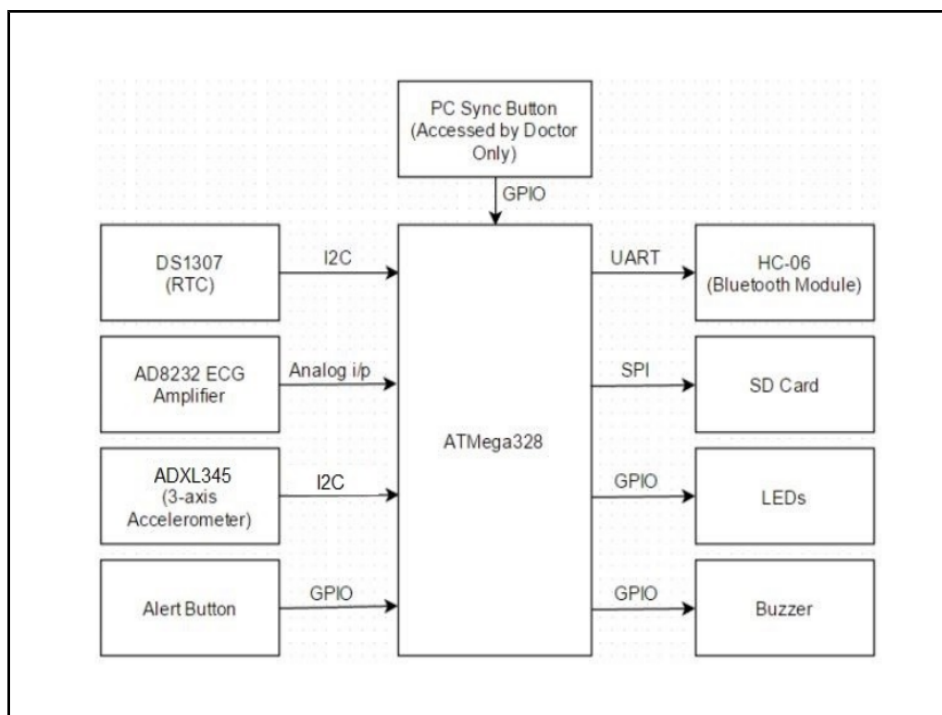 PC Sync Button
(Accessed by Doctor
Only)
GPIO
DS1307
(RTC)
I2C
UART
HC-06
(Bluetooth Module)
AD8232 ECG
Amplifier
Analog i/p
SPI
SD Card
ATMega328
ADXL345
(3-axis
Accelerometer)
I2C
GPIO
LEDs
Alert Button
GPIO
GPIO
Buzzer